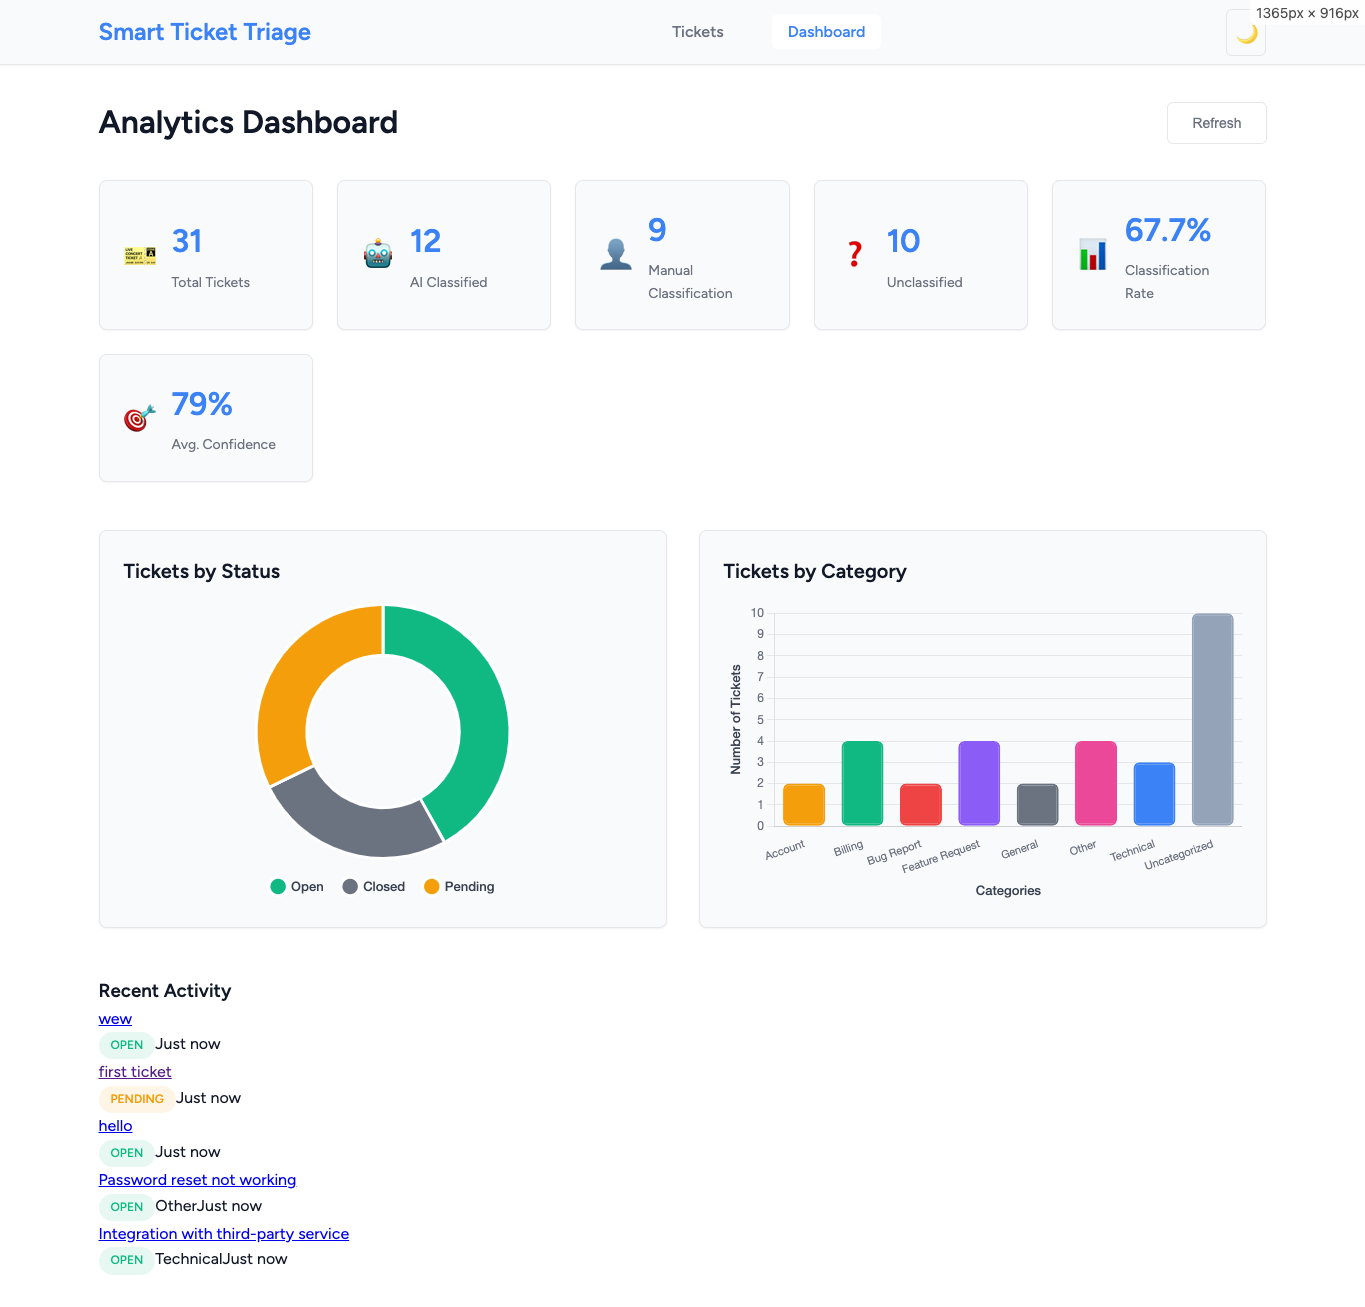 Smart Ticket Triage
Tickets
Dashboard
1365px × 916px
Analytics Dashboard
Refresh
31
Total Tickets
12
AI Classified
9
Manual
Classification
10
Unclassified
67.7%
Classification
Rate
79%
Avg. Confidence
Tickets by Status
Open
Closed
Pending
Tickets by Category
Number of Tickets
10
9
8
7
6
5
4
3
2
1
0
Account
Billing
Bug Report
Feature Request
General
Other
Technical
Uncategorized
Categories
Recent Activity
wew
OPEN Just now
first ticket
PENDING Just now
hello
OPEN Just now
Password reset not working
OPEN OtherJust now
Integration with third-party service
OPEN TechnicalJust now